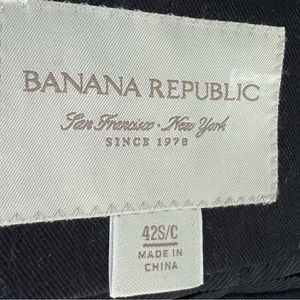 BANANA REPUBLIC
San Francisco • New York
SINCE 1978
42S/C
MADE IN
CHINA